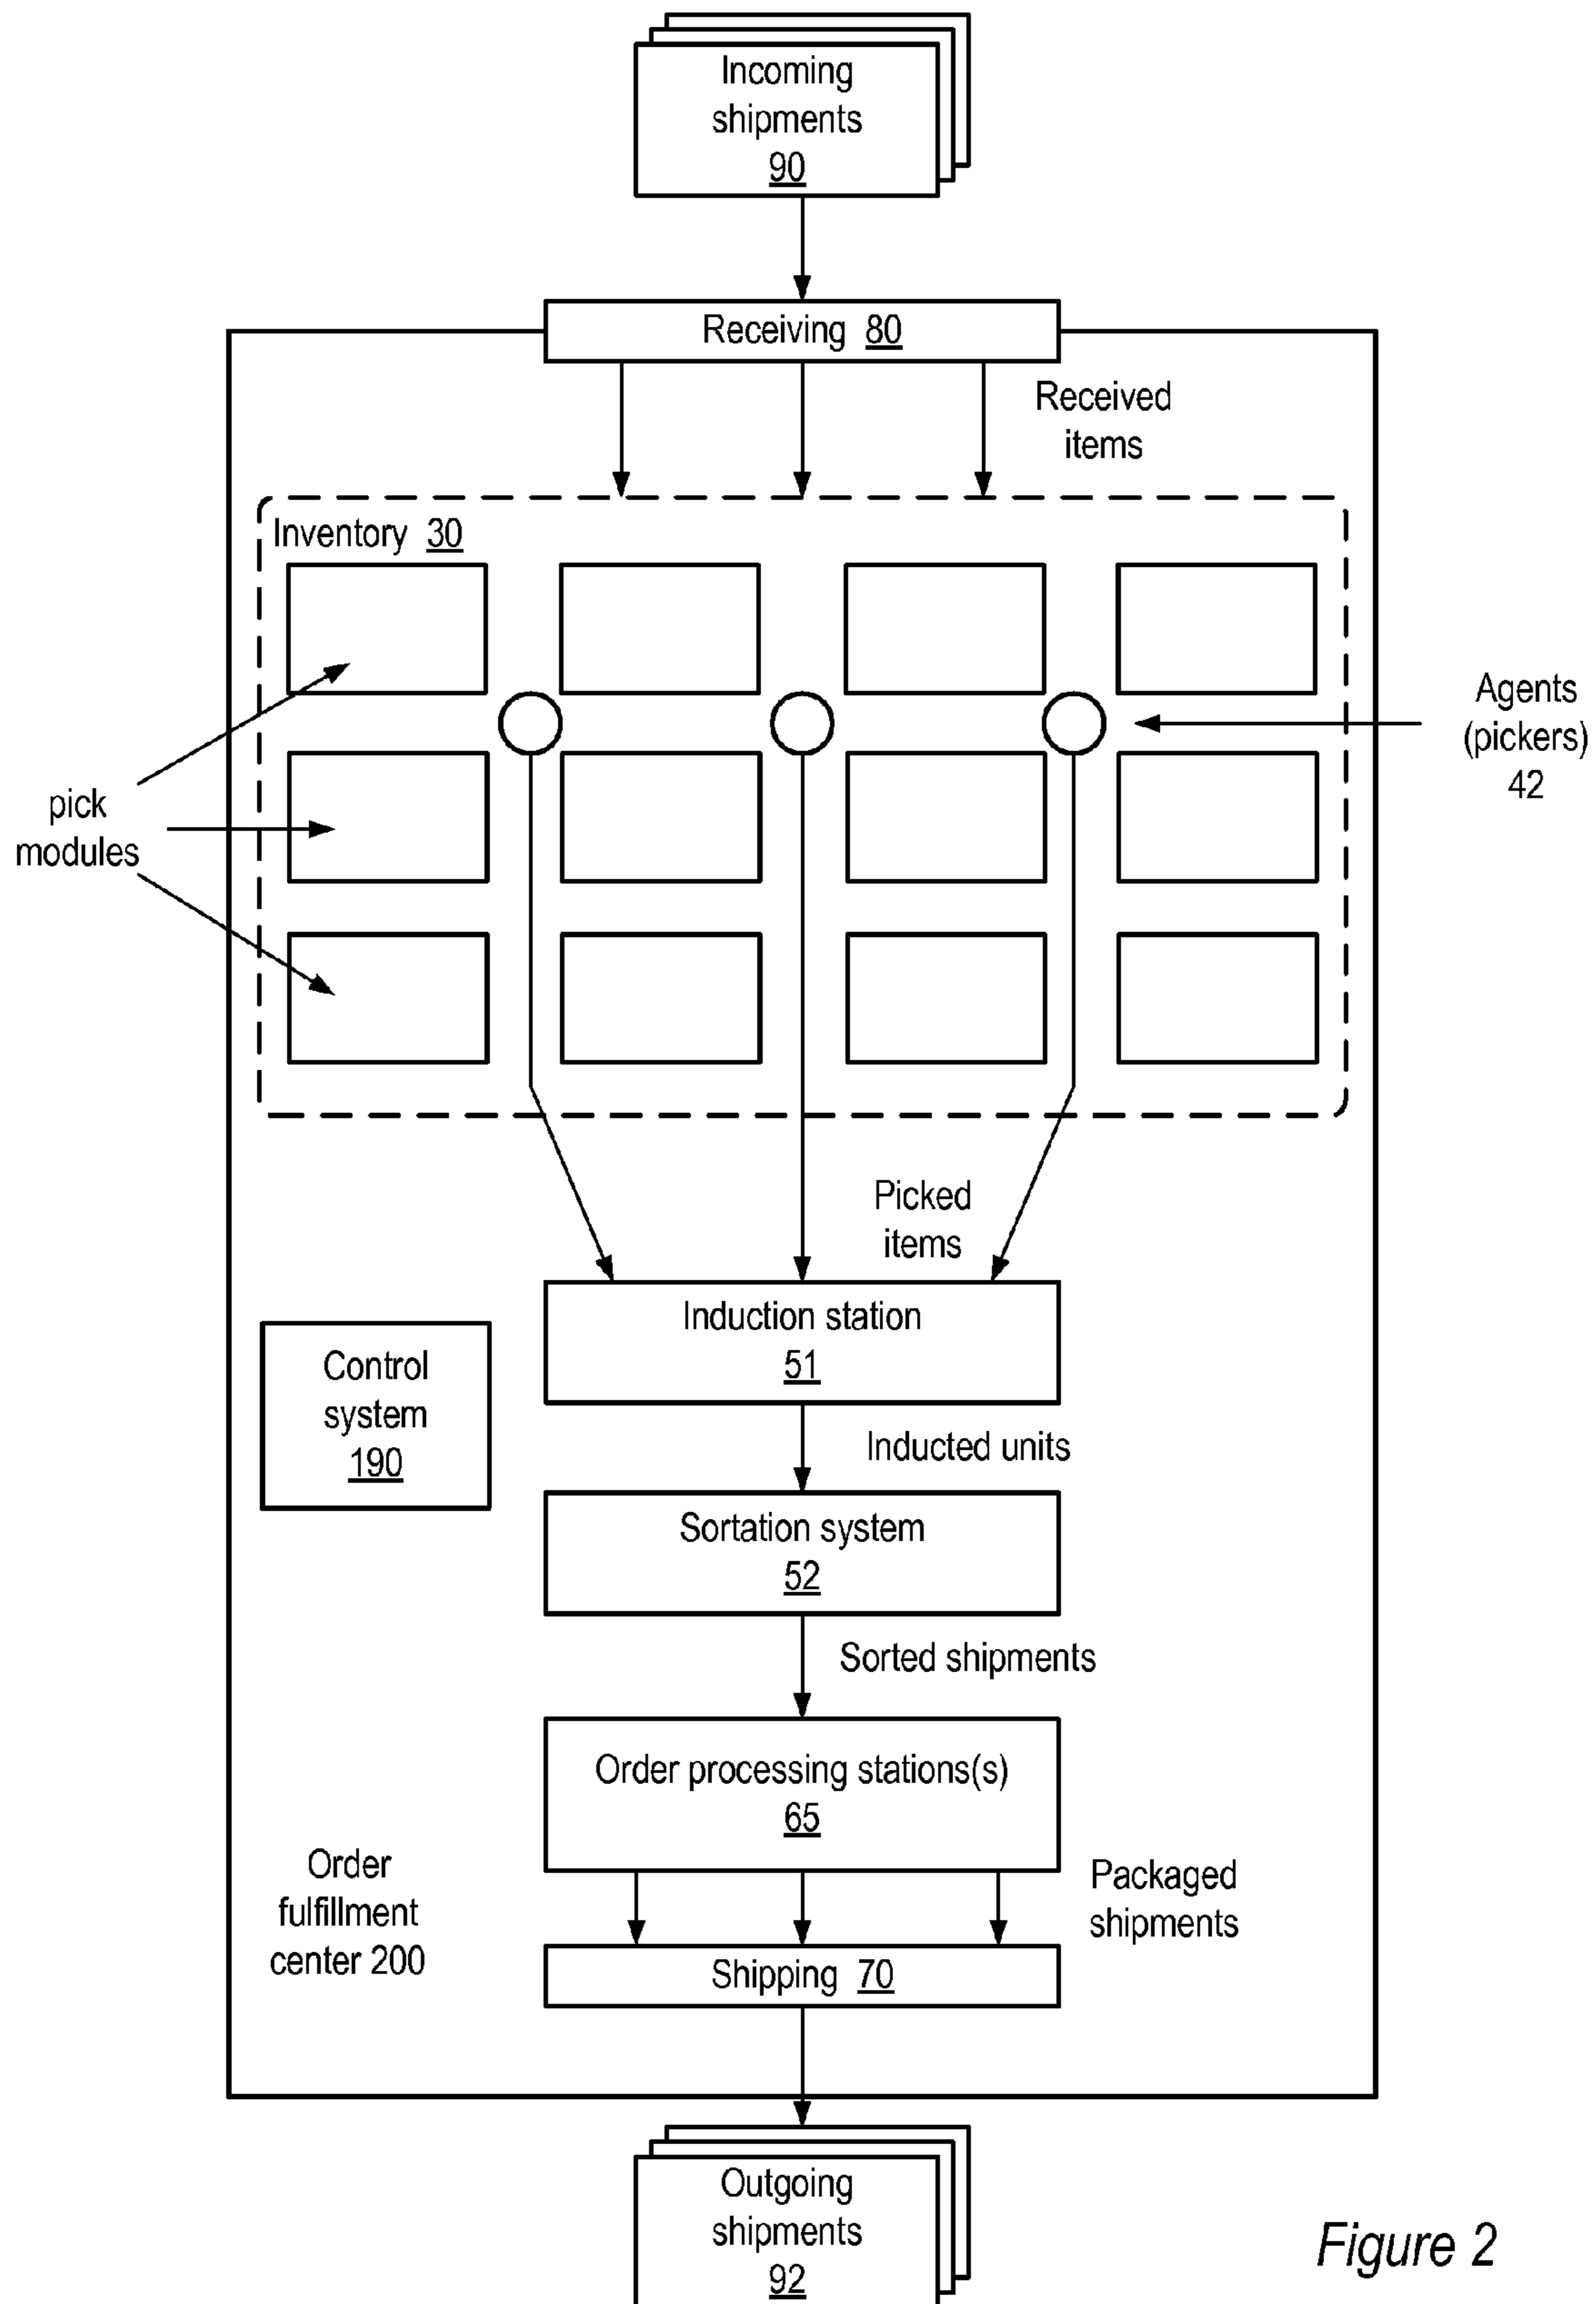 Incoming
shipments
90
Receiving 80
Received
items
Inventory 30
Agents
(pickers)
42
pick
modules
Picked
items
Induction station
51
Control
system
190
Inducted units
Sortation system
52
Sorted shipments
Order processing stations(s)
65
Order
fulfillment
center 200
Packaged
shipments
Shipping 70
Outgoing
shipments
92
Figure 2